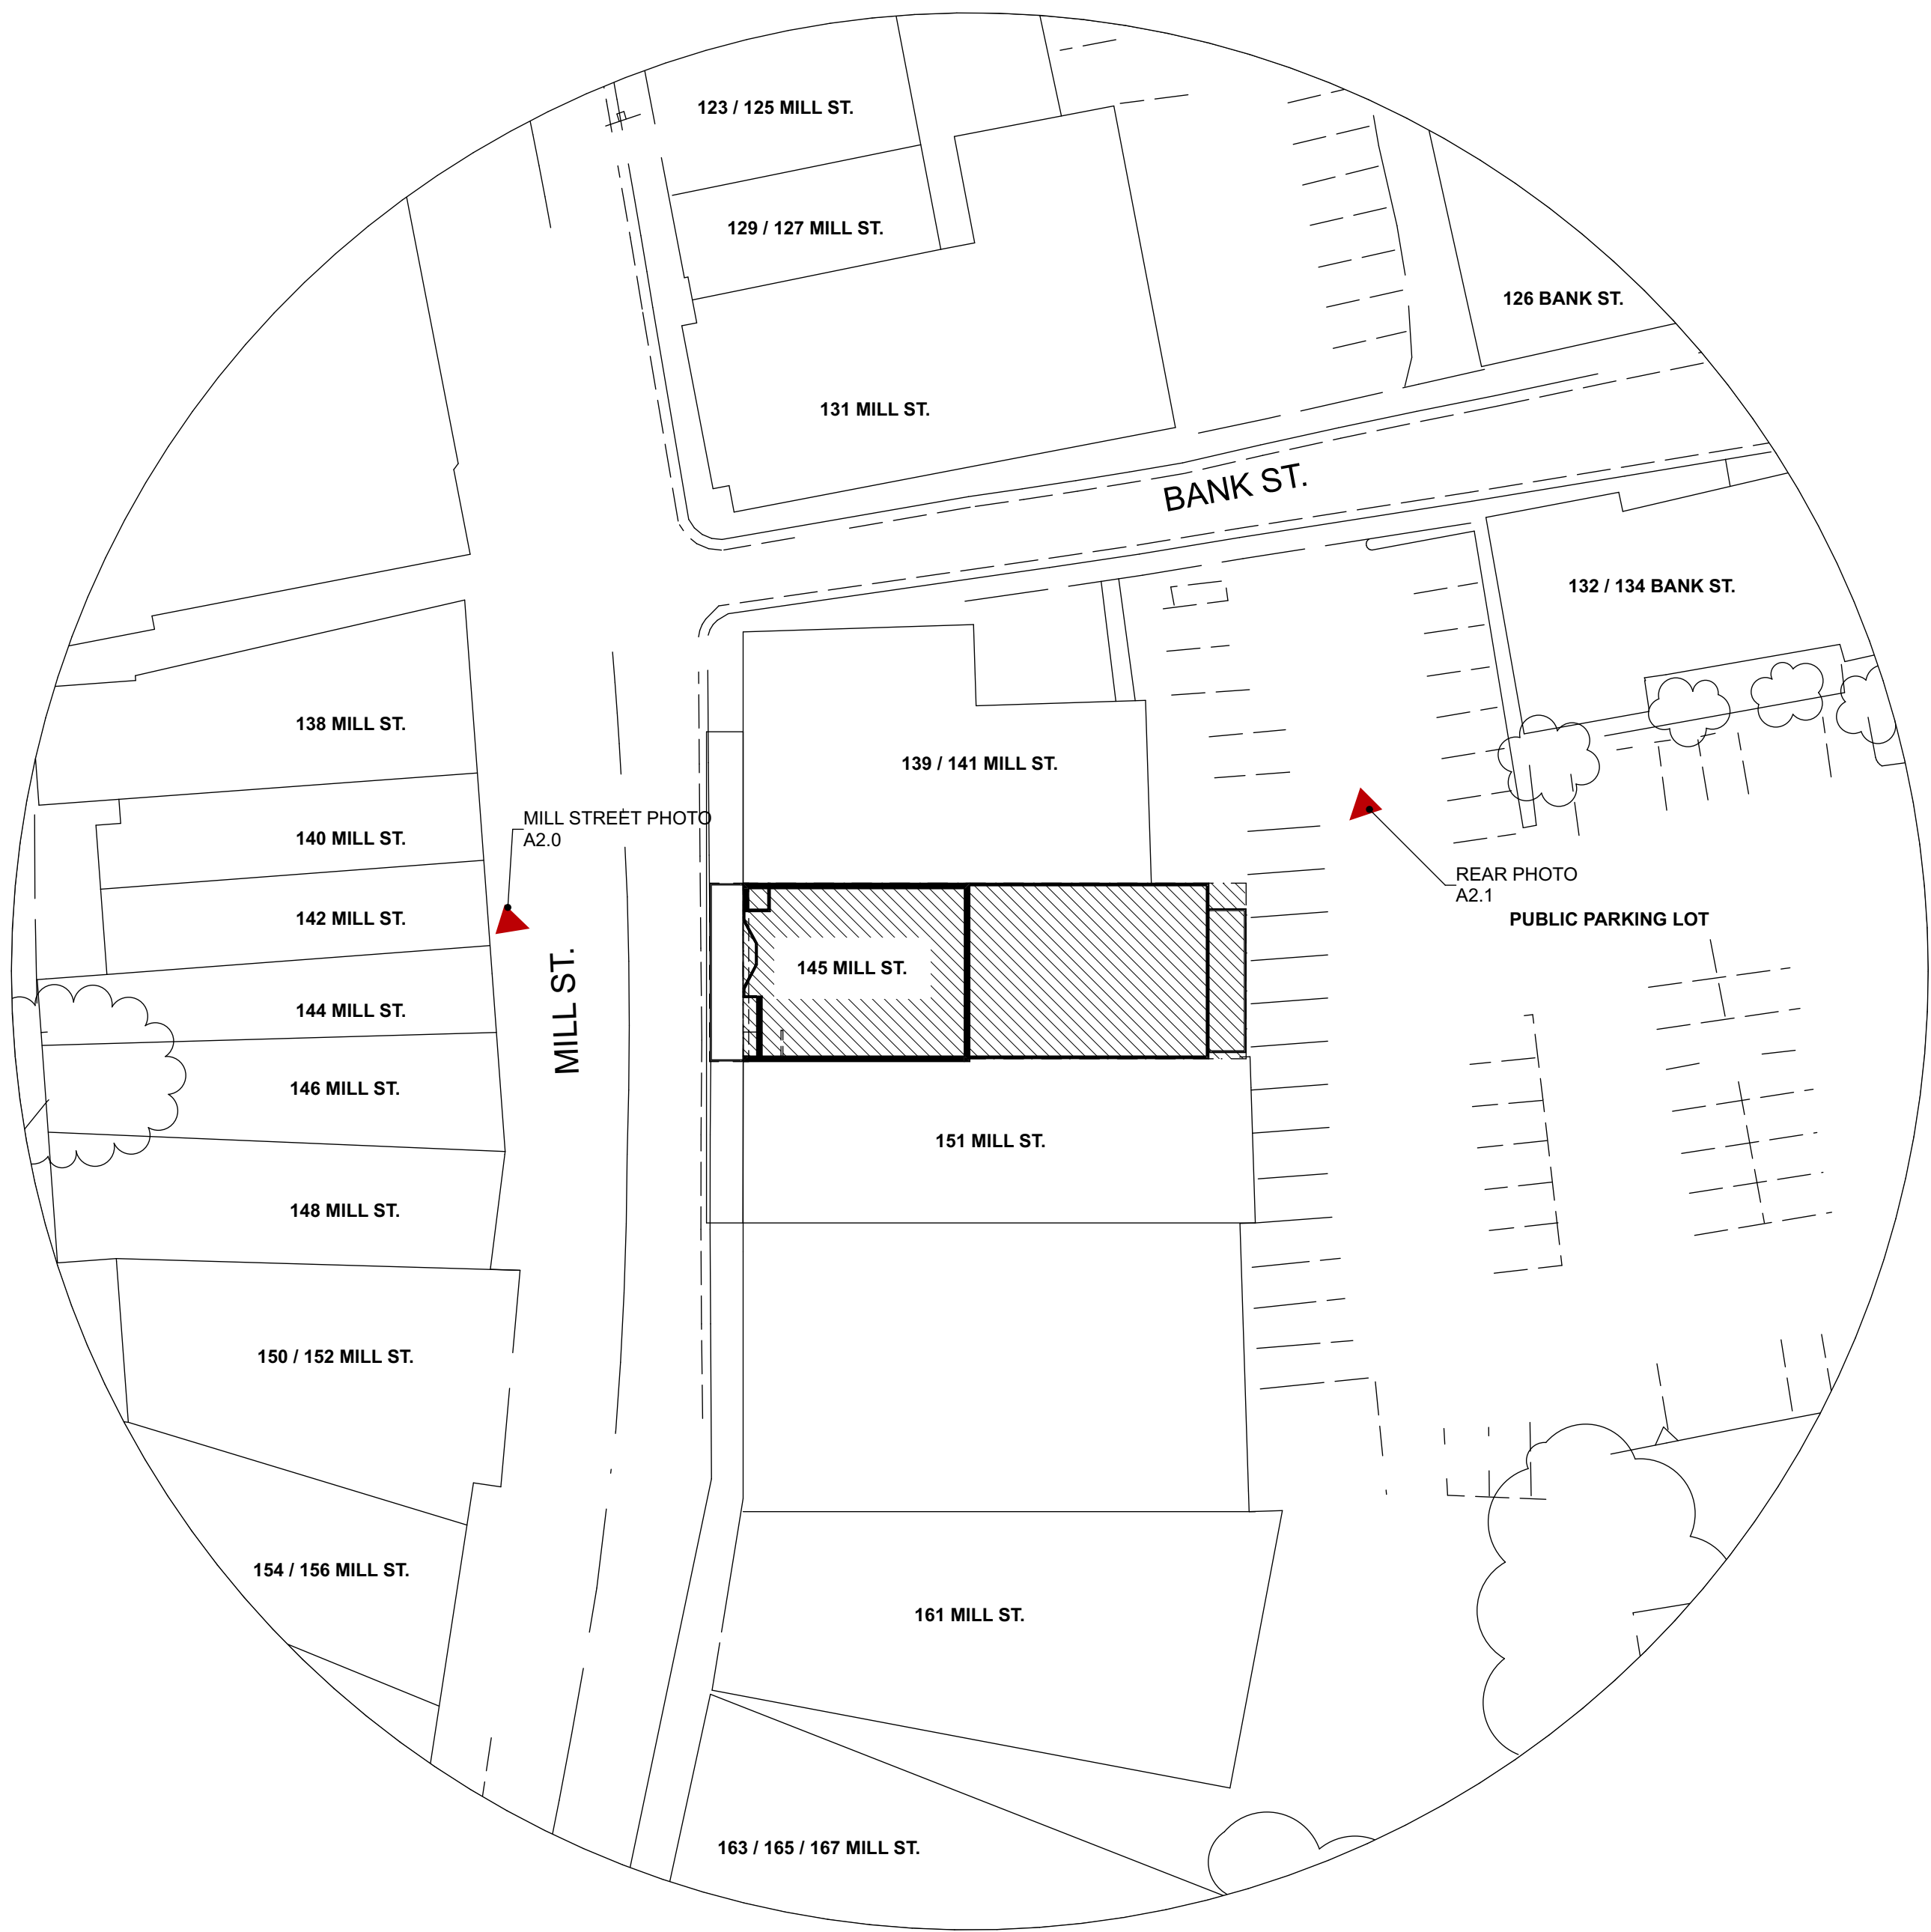 123 / 125 MILL ST.
129 / 127 MILL ST.
126 BANK ST.
131 MILL ST.
BANK ST.
132 / 134 BANK ST.
138 MILL ST.
139 / 141 MILL ST.
MILL STREET PHOTO
A2.0
140 MILL ST.
REAR PHOTO
A2.1
142 MILL ST.
PUBLIC PARKING LOT
145 MILL ST.
MILL ST.
144 MILL ST.
146 MILL ST.
151 MILL ST.
148 MILL ST.
150 / 152 MILL ST.
154 / 156 MILL ST.
161 MILL ST.
163 / 165 / 167 MILL ST.